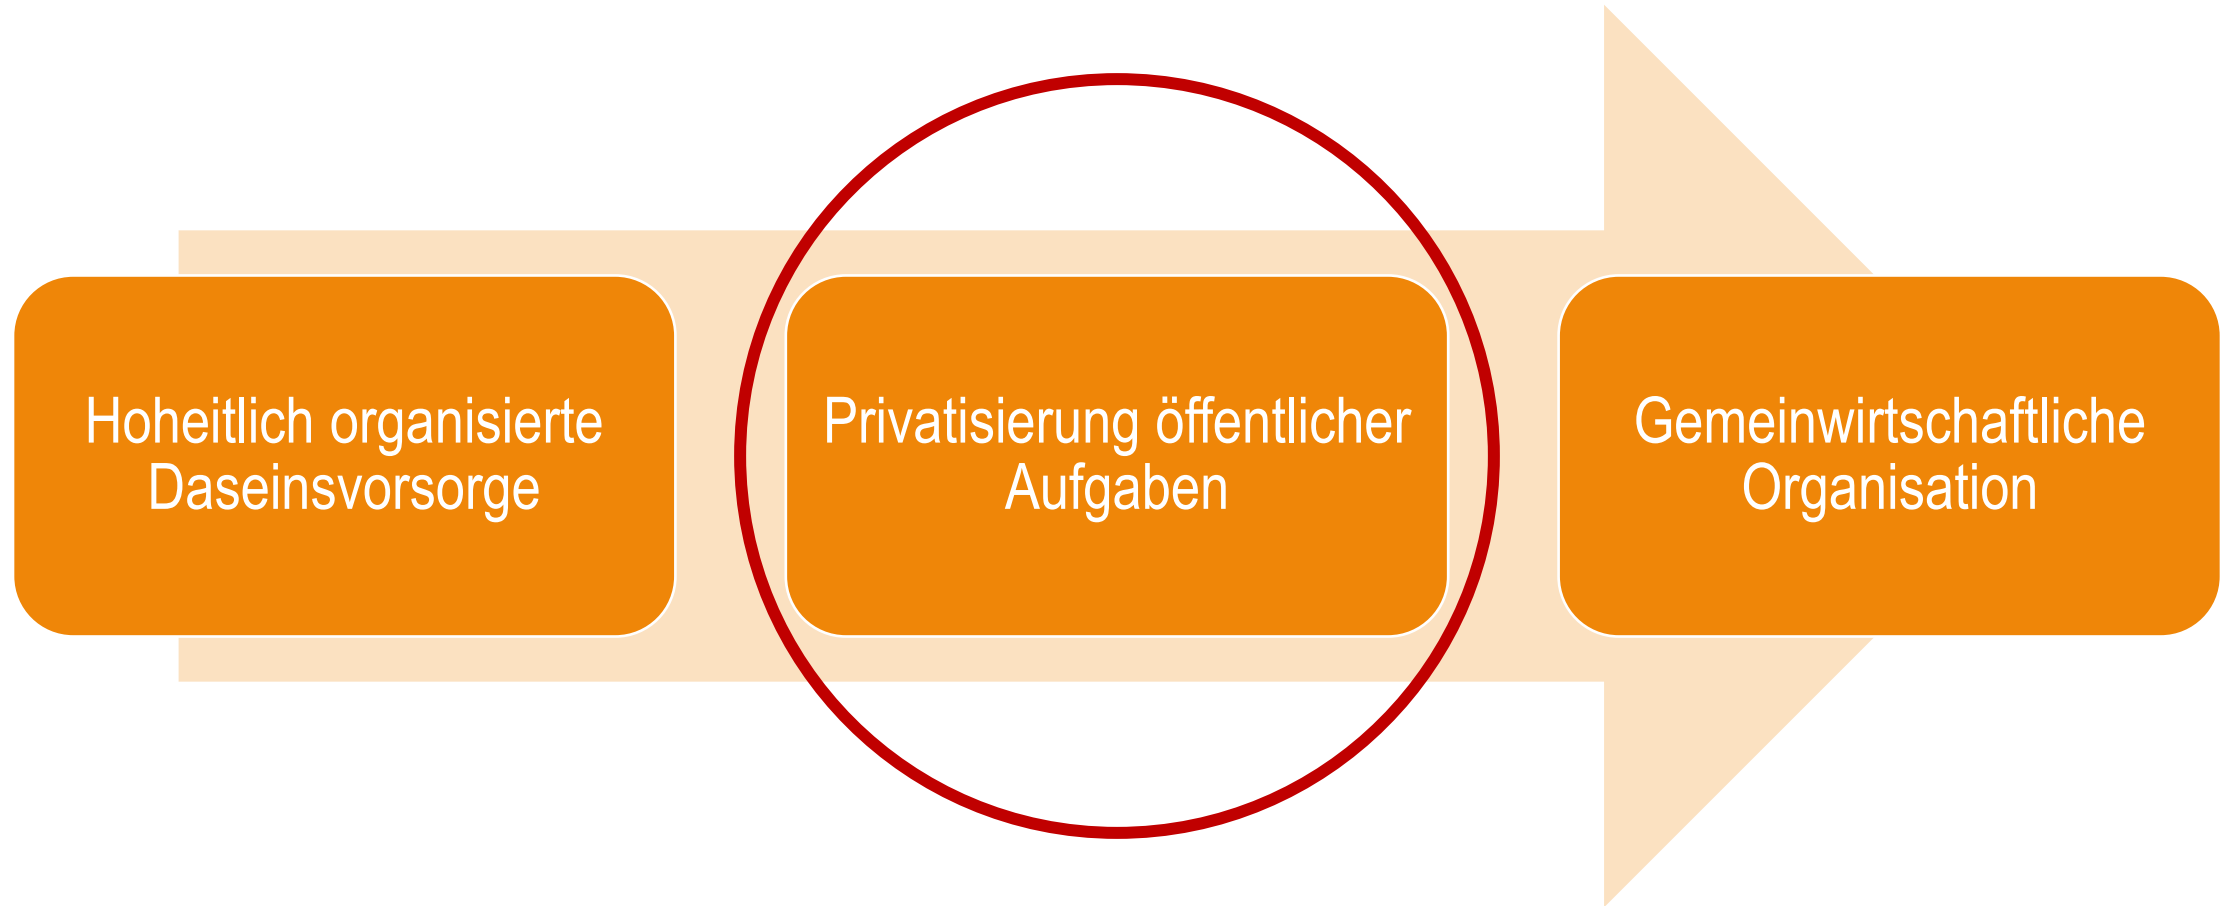 Hoheitlich organisierte
Daseinsvorsorge
Privatisierung öffentlicher
Aufgaben
Gemeinwirtschaftliche
Organisation